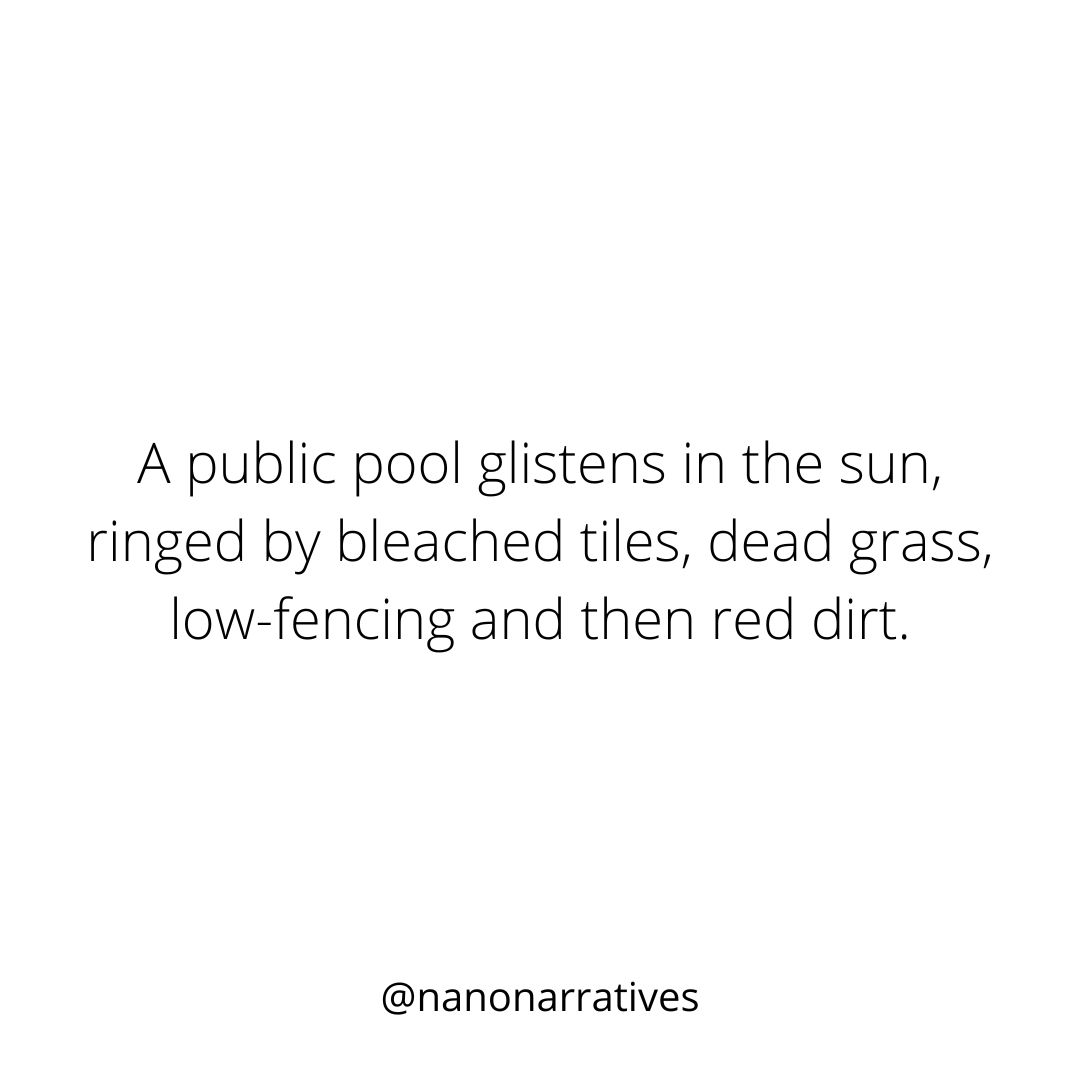 A public pool glistens in the sun,
ringed by bleached tiles, dead grass,
low-fencing and then red dirt.
@nanonarratives